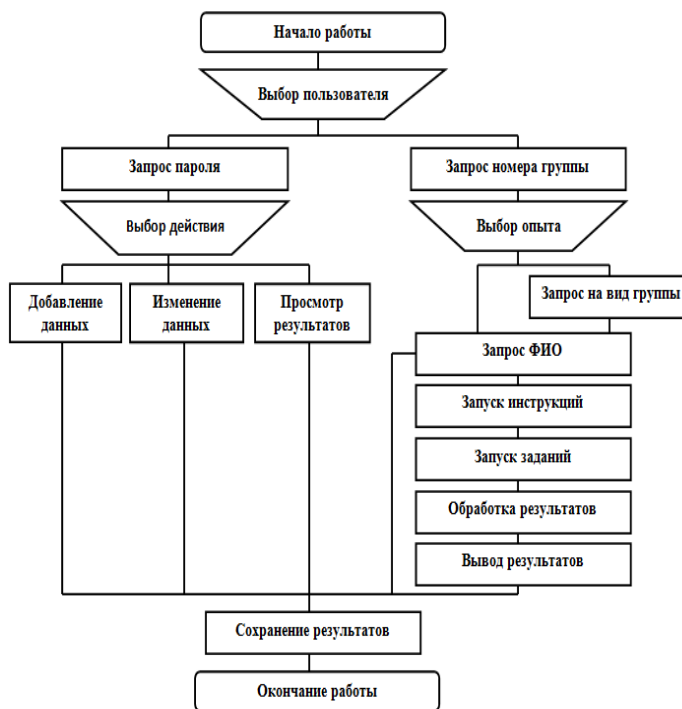 Начало работы
Выбор пользователя
Запрос пароля
Запрос номера группы
Выбор действия
Выбор опыта
Добавление
данных
Изменение
данных
Просмотр
результатов
Запрос на вид группы
Запрос ФИО
Запуск инструкций
Запуск заданий
Обработка результатов
Вывод результатов
Сохранение результатов
Окончание работы